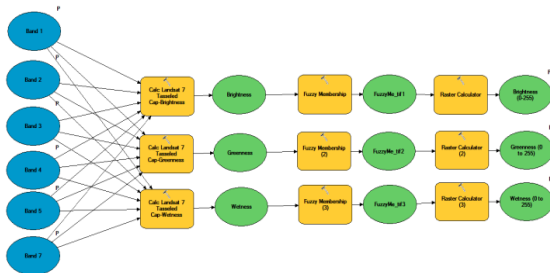 P
Band 1
P
Band 2
P
Band 3
P
Band 4
P
Band 5
P
Band 7
Calc Landsat 7
Tasseled
Cap-Brightness
Calc Landsat 7
Tasseled
Cap-Greenness
Calc Landsat 7
Tasseled
Cap-Wetness
Brightness
Greenness
Wetness
Fuzzy Membership
Fuzzy Membership
(2)
Fuzzy Membership
(3)
FuzzyMe_tif1
FuzzyMe_tif2
FuzzyMe_tif3
Raster Calculator
Raster Calculator
(2)
Raster Calculator
(3)
Brightness
(0-255)
Greenness (0
to 255)
Wetness (0 to
255)